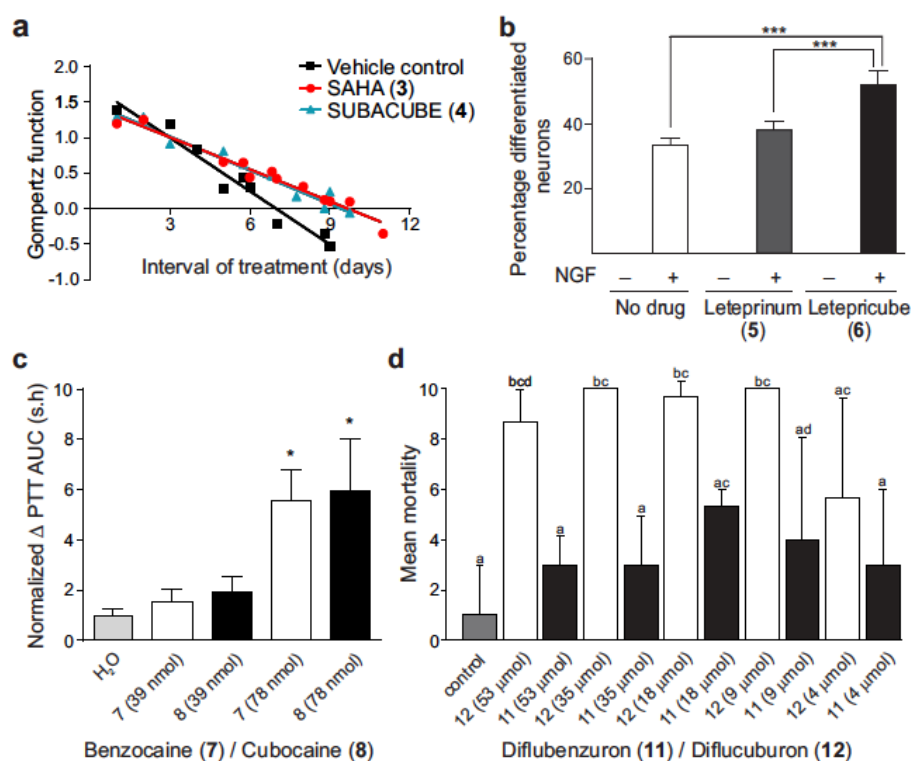 a
2.0
1.5
1.0
0.5
0.0
-0.5
-1.0
Gompertz function
3
6
9
12
Interval of treatment (days)
Vehicle control
SAHA (3)
SUBACUBE (4)
b
***
***
60
40
20
Percentage differentiated
neurons
NGF – + – + – +
No drug Leteprinum Letepricube
(5) (6)
c
10
8
6
4
2
0
Normalized Δ PTT AUC (s.h)
* *
H₂O
7 (39 nmol)
8 (39 nmol)
7 (78 nmol)
8 (78 nmol)
Benzocaine (7) / Cubocaine (8)
d
10
8
6
4
2
0
Mean mortality
a bcd a bc a bc ac bc ad ac a
control
12 (53 µmol)
11 (53 µmol)
12 (35 µmol)
11 (35 µmol)
12 (18 µmol)
11 (18 µmol)
12 (9 µmol)
11 (9 µmol)
12 (4 µmol)
11 (4 µmol)
Diflubenzuron (11) / Diflucuburon (12)